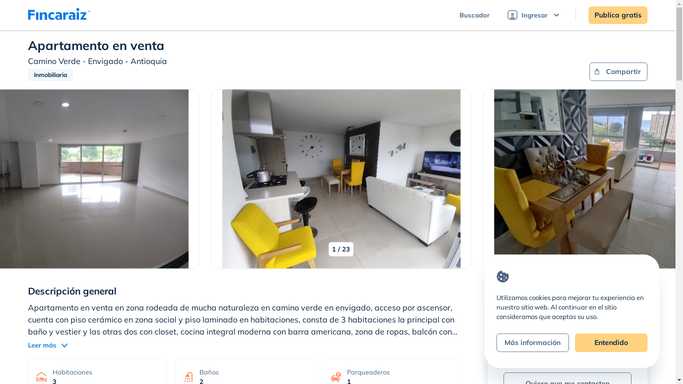 Fincaraiz
Buscador
Ingresar
Publica gratis
Apartamento en venta
Camino Verde - Envigado - Antioquia
Inmobiliaria
Compartir
1 / 23
Descripción general
Apartamento en venta en zona rodeada de mucha naturaleza en camino verde en envigado, acceso por ascensor,
cuenta con piso cerámico en zona social y piso laminado en habitaciones, consta de 3 habitaciones la principal con
baño y vestier y las otras dos con closet, cocina integral moderna con barra americana, zona de ropas, balcón con...
Leer más
Habitaciones
3
Baños
2
Parqueaderos
1
Utilizamos cookies para mejorar tu experiencia en
nuestro sitio web. Al continuar en el sitio
consideramos que aceptas su uso.
Más información
Entendido
Quiero que me contacten